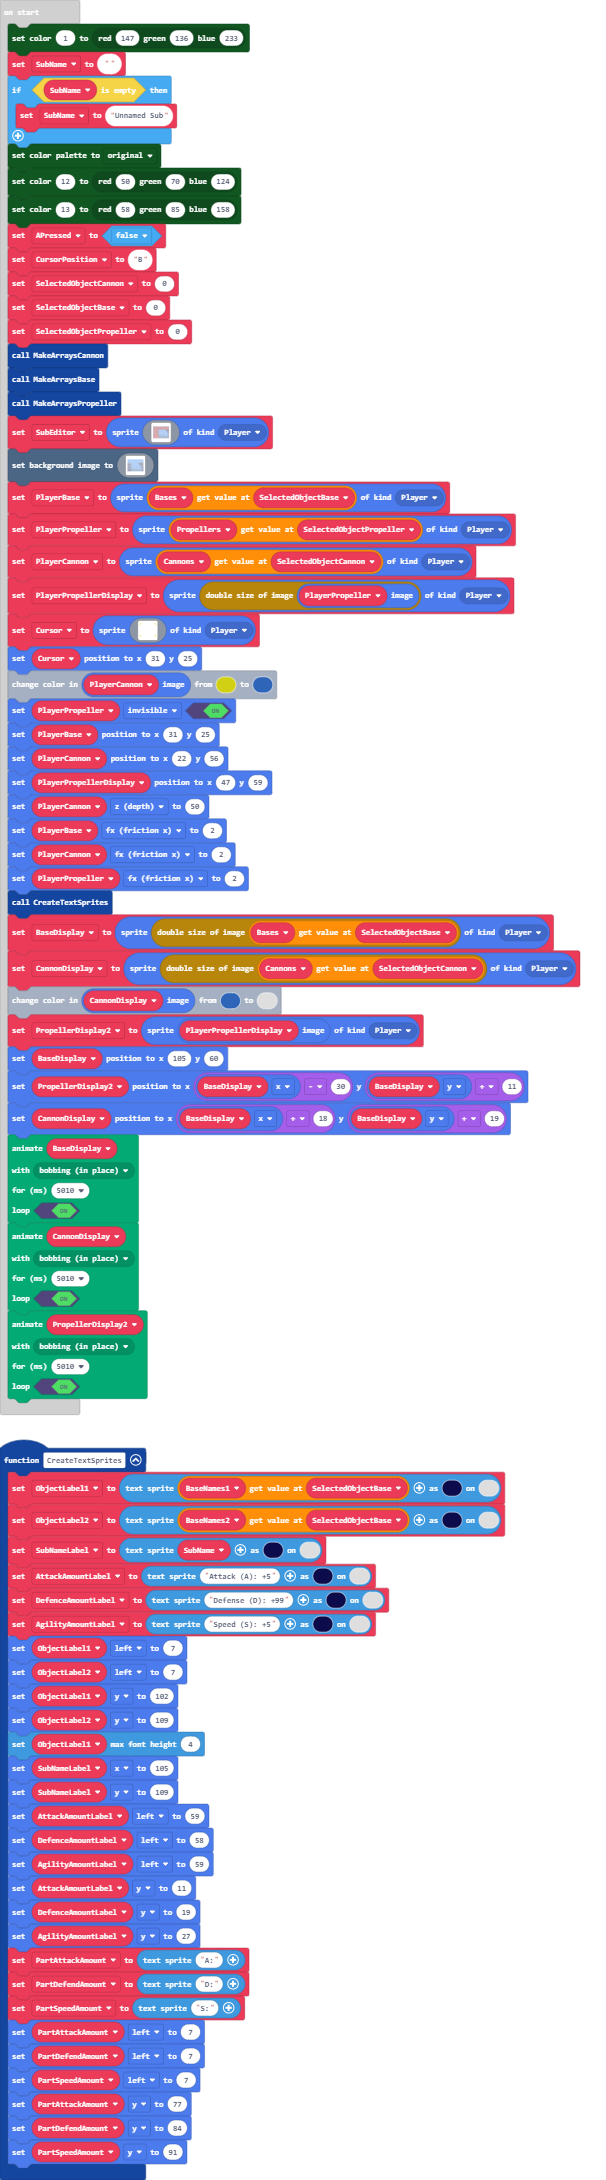 on start
set color 1 to red 147 green 136 blue 233
set SubName to " "
if SubName is empty then
set SubName to "Unnamed Sub"
set color palette to original
set color 12 to red 50 green 70 blue 124
set color 13 to red 58 green 85 blue 158
set APressed to false
set CursorPosition to "B"
set SelectedObjectCannon to 0
set SelectedObjectBase to 0
set SelectedObjectPropeller to 0
call MakeArraysCannon
call MakeArraysBase
call MakeArraysPropeller
set SubEditor to sprite of kind Player
set background image to
set PlayerBase to sprite Bases get value at SelectedObjectBase of kind Player
set PlayerPropeller to sprite Propellers get value at SelectedObjectPropeller of kind Player
set PlayerCannon to sprite Cannons get value at SelectedObjectCannon of kind Player
set PlayerPropellerDisplay to sprite double size of image PlayerPropeller image of kind Player
set Cursor to sprite of kind Player
set Cursor position to x 31 y 25
change color in PlayerCannon image from to
set PlayerPropeller invisible ON
set PlayerBase position to x 31 y 25
set PlayerCannon position to x 22 y 56
set PlayerPropellerDisplay position to x 47 y 59
set PlayerCannon z (depth) to 50
set PlayerBase fx (friction x) to 2
set PlayerCannon fx (friction x) to 2
set PlayerPropeller fx (friction x) to 2
call CreateTextSprites
set BaseDisplay to sprite double size of image Bases get value at SelectedObjectBase of kind Player
set CannonDisplay to sprite double size of image Cannons get value at SelectedObjectCannon of kind Player
change color in CannonDisplay image from to
set PropellerDisplay2 to sprite PlayerPropellerDisplay image of kind Player
set BaseDisplay position to x 105 y 60
set PropellerDisplay2 position to x BaseDisplay x - 30 y BaseDisplay y + 11
set CannonDisplay position to x BaseDisplay x + 18 y BaseDisplay y + 19
animate BaseDisplay
with bobbing (in place)
for (ms) 5010
loop ON
animate CannonDisplay
with bobbing (in place)
for (ms) 5010
loop ON
animate PropellerDisplay2
with bobbing (in place)
for (ms) 5010
loop ON
function CreateTextSprites
set ObjectLabel1 to text sprite BaseNames1 get value at SelectedObjectBase as on
set ObjectLabel2 to text sprite BaseNames2 get value at SelectedObjectBase as on
set SubNameLabel to text sprite SubName as on
set AttackAmountLabel to text sprite "Attack (A): +5" as on
set DefenceAmountLabel to text sprite "Defense (D): +99" as on
set AgilityAmountLabel to text sprite "Speed (S): +5" as on
set ObjectLabel1 left to 7
set ObjectLabel2 left to 7
set ObjectLabel1 y to 102
set ObjectLabel2 y to 109
set ObjectLabel1 max font height 4
set SubNameLabel x to 105
set SubNameLabel y to 109
set AttackAmountLabel left to 59
set DefenceAmountLabel left to 58
set AgilityAmountLabel left to 59
set AttackAmountLabel y to 11
set DefenceAmountLabel y to 19
set AgilityAmountLabel y to 27
set PartAttackAmount to text sprite "A:"
set PartDefendAmount to text sprite "D:"
set PartSpeedAmount to text sprite "S:"
set PartAttackAmount left to 7
set PartDefendAmount left to 7
set PartSpeedAmount left to 7
set PartAttackAmount y to 77
set PartDefendAmount y to 84
set PartSpeedAmount y to 91